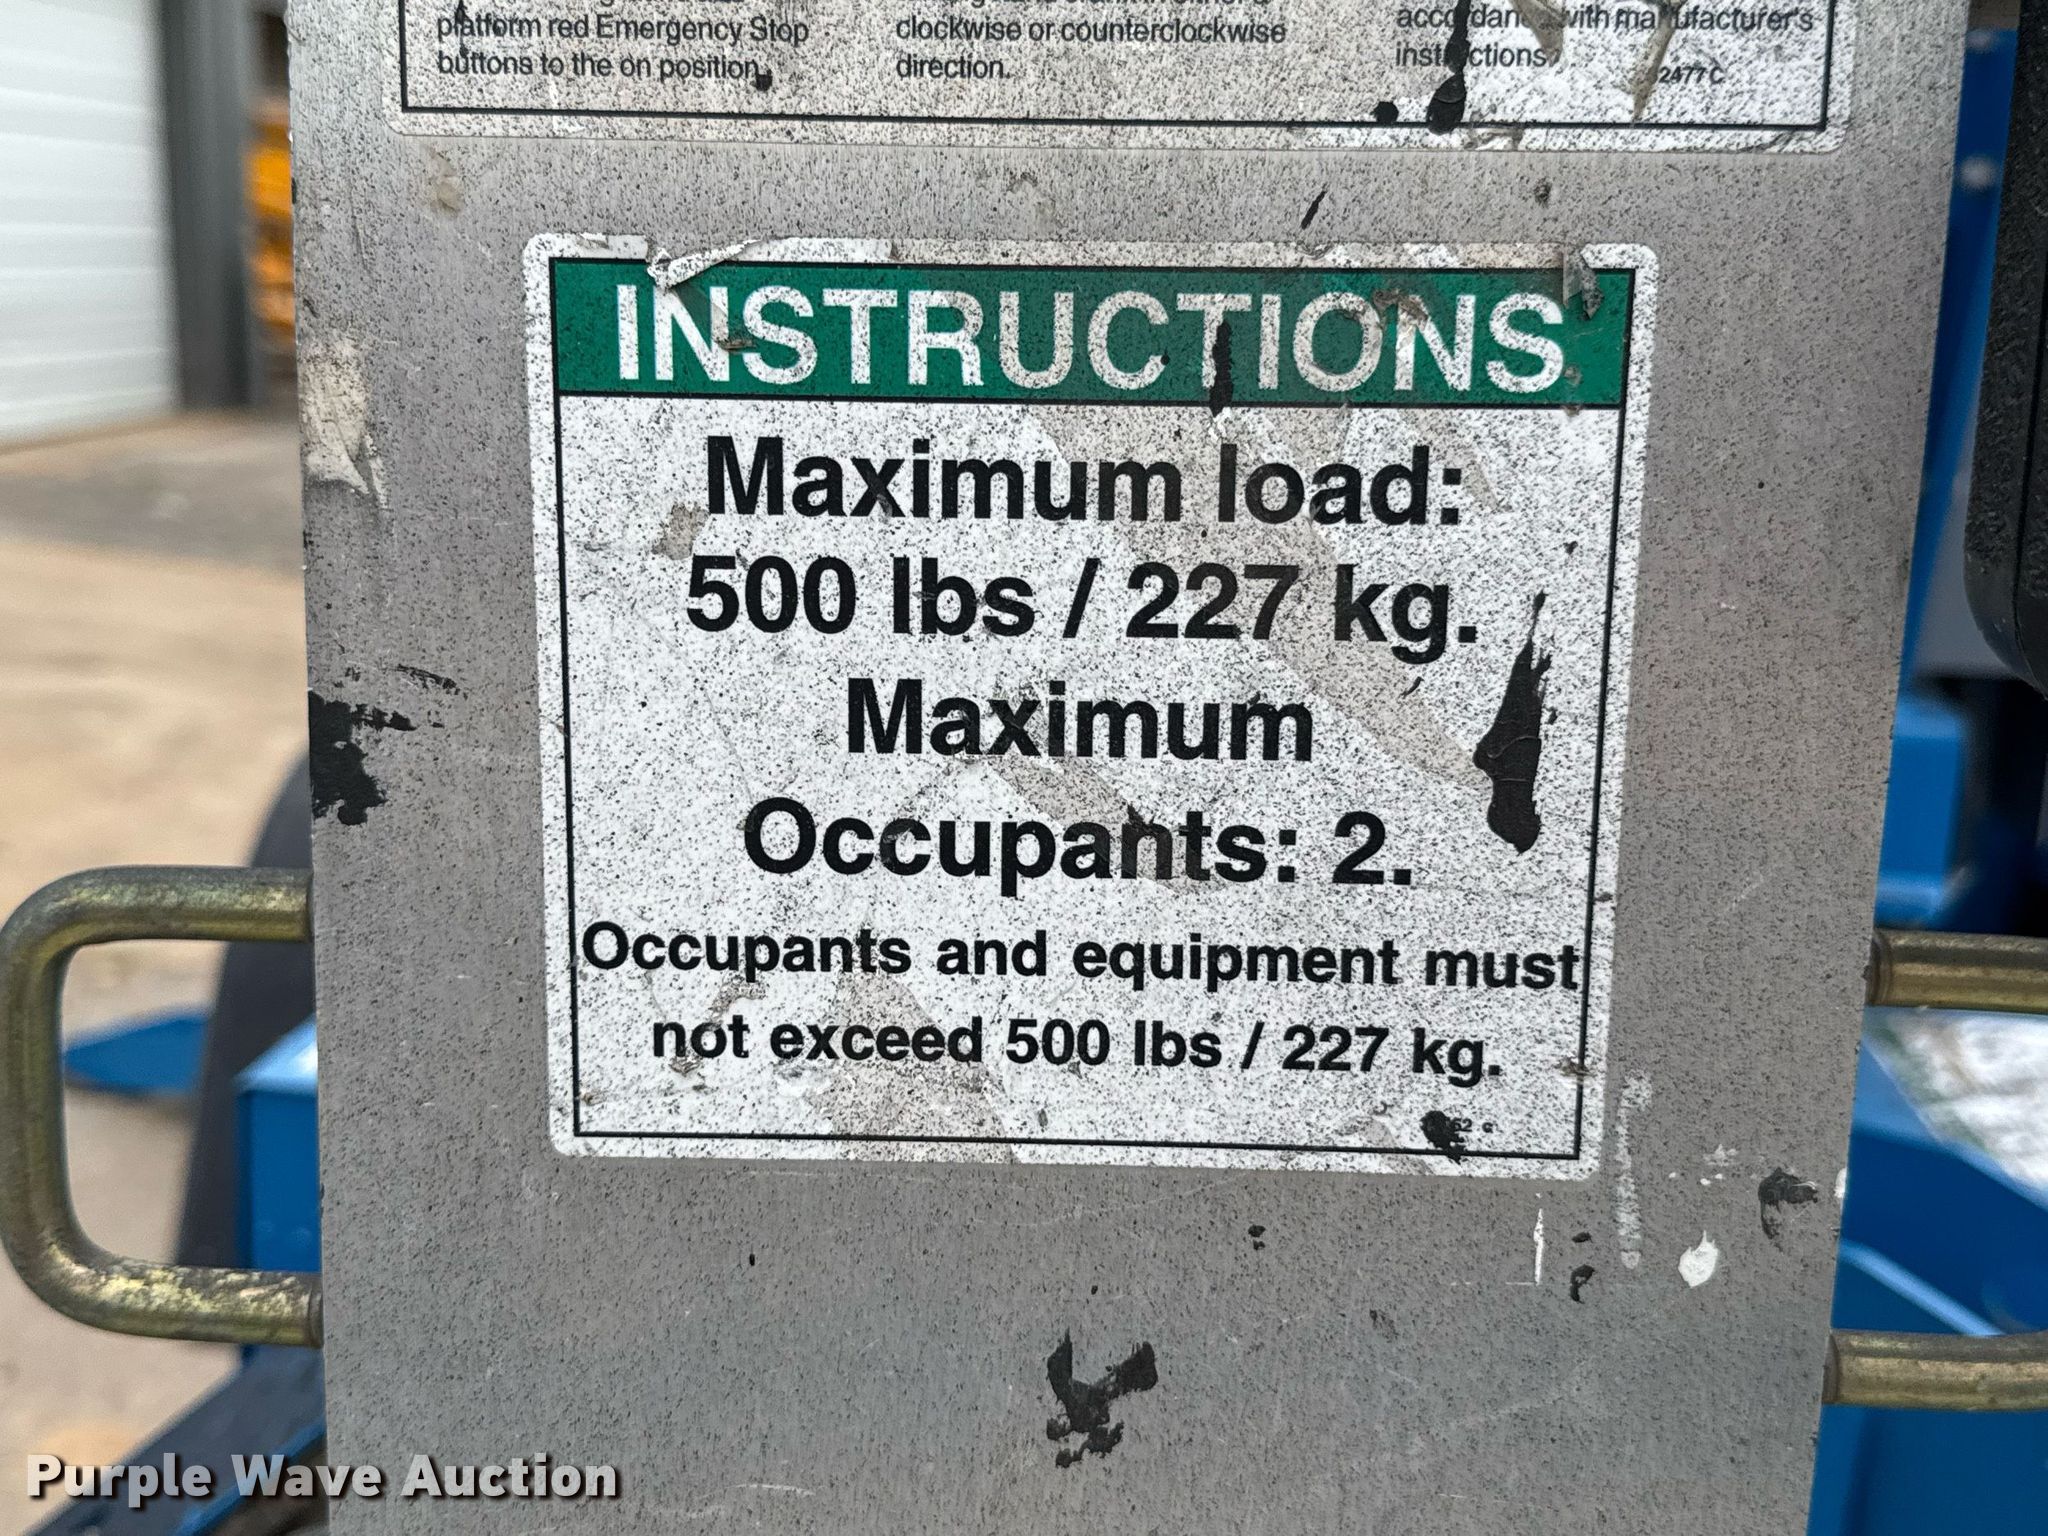 platform red Emergency Stop
buttons to the on position.
clockwise or counterclockwise
direction.
accordance with manufacturer's
instructions
INSTRUCTIONS
Maximum load:
500 lbs / 227 kg.
Maximum
Occupants: 2.
Occupants and equipment must
not exceed 500 lbs / 227 kg.
Purple Wave Auction